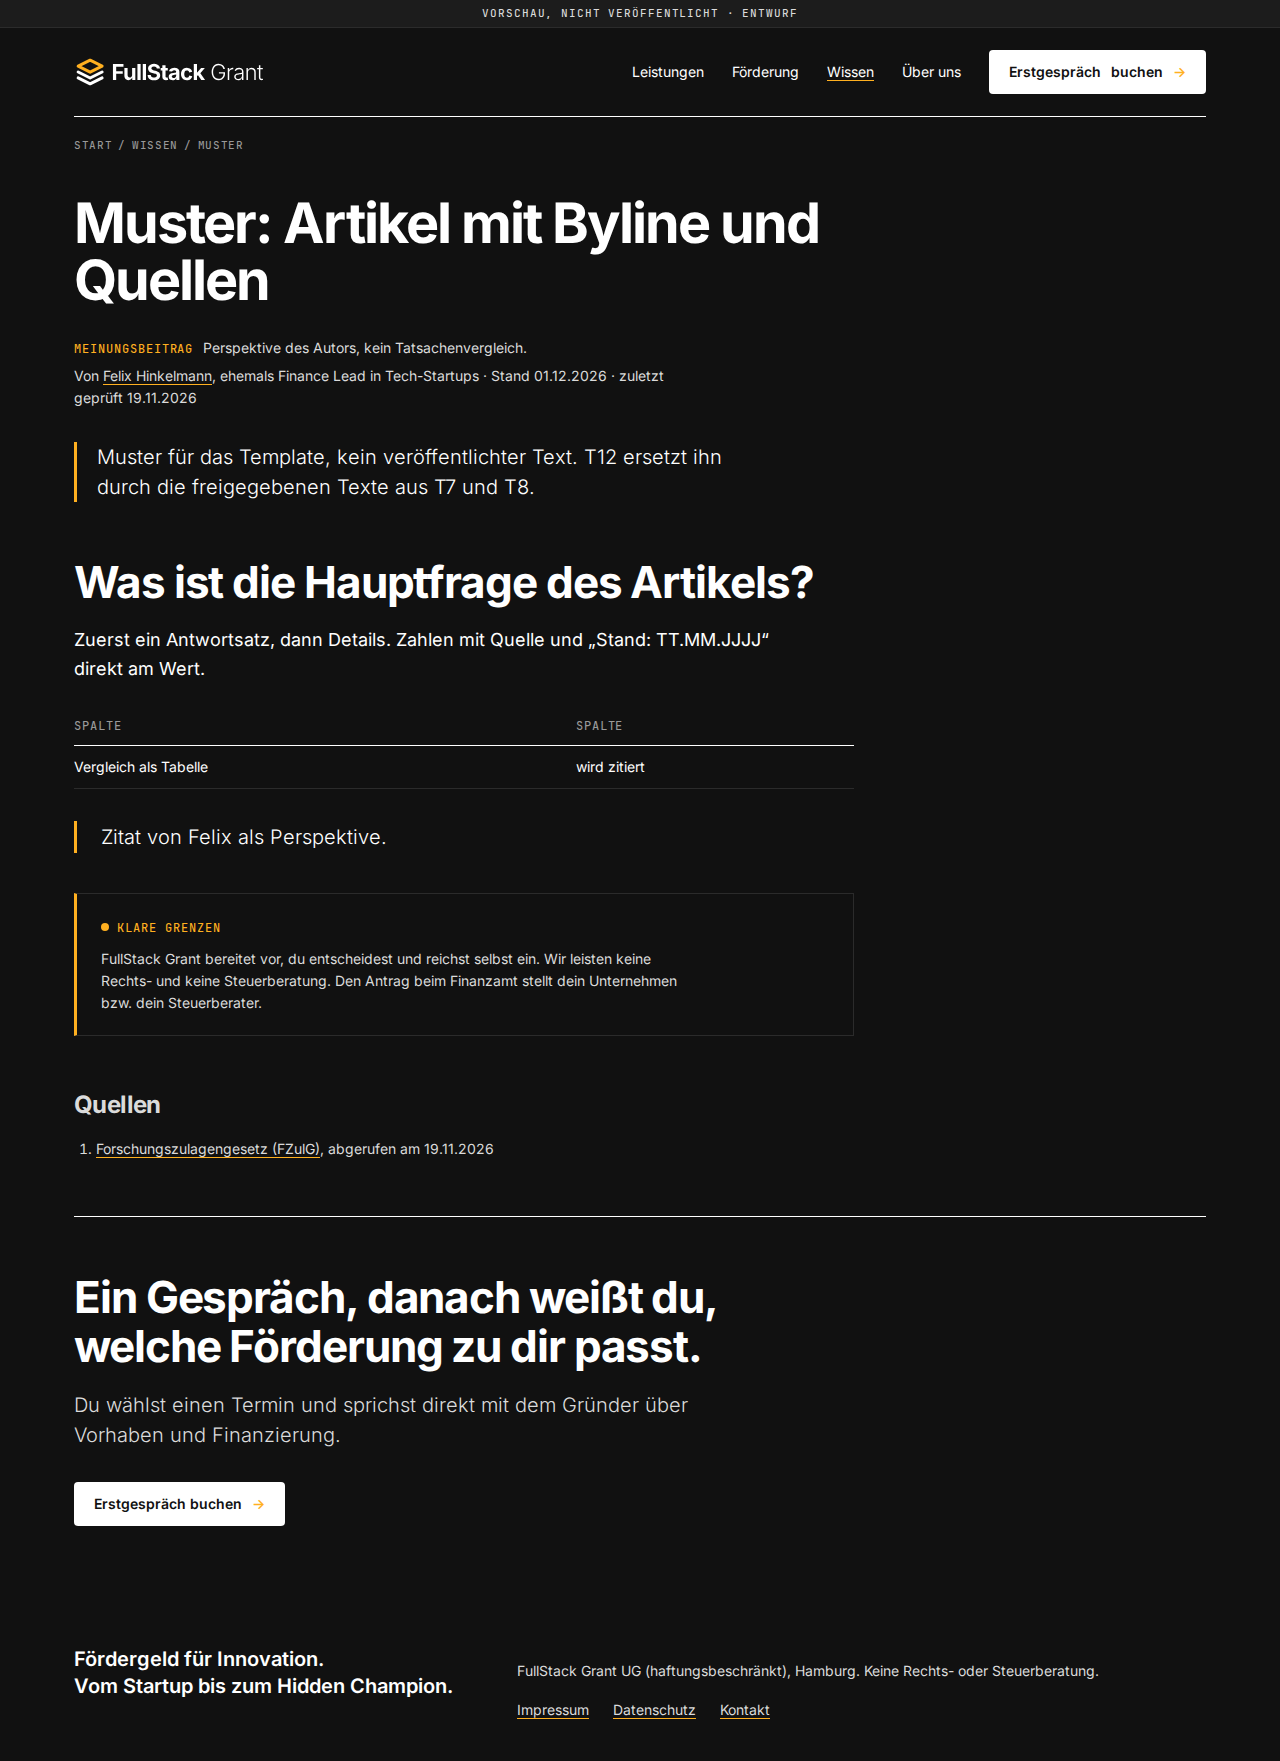 VORSCHAU, NICHT VERÖFFENTLICHT · ENTWURF
FullStack Grant
Leistungen Förderung Wissen Über uns Erstgespräch buchen →
START / WISSEN / MUSTER
Muster: Artikel mit Byline und
Quellen
MEINUNGSBEITRAG Perspektive des Autors, kein Tatsachenvergleich.
Von Felix Hinkelmann, ehemals Finance Lead in Tech-Startups · Stand 01.12.2026 · zuletzt
geprüft 19.11.2026
Muster für das Template, kein veröffentlichter Text. T12 ersetzt ihn
durch die freigegebenen Texte aus T7 und T8.
Was ist die Hauptfrage des Artikels?
Zuerst ein Antwortsatz, dann Details. Zahlen mit Quelle und „Stand: TT.MM.JJJJ“
direkt am Wert.
SPALTE SPALTE
Vergleich als Tabelle wird zitiert
Zitat von Felix als Perspektive.
KLARE GRENZEN
FullStack Grant bereitet vor, du entscheidest und reichst selbst ein. Wir leisten keine
Rechts- und keine Steuerberatung. Den Antrag beim Finanzamt stellt dein Unternehmen
bzw. dein Steuerberater.
Quellen
1. Forschungszulagengesetz (FZulG), abgerufen am 19.11.2026
Ein Gespräch, danach weißt du,
welche Förderung zu dir passt.
Du wählst einen Termin und sprichst direkt mit dem Gründer über
Vorhaben und Finanzierung.
Erstgespräch buchen →
Fördergeld für Innovation.
Vom Startup bis zum Hidden Champion.
FullStack Grant UG (haftungsbeschränkt), Hamburg. Keine Rechts- oder Steuerberatung.
Impressum Datenschutz Kontakt